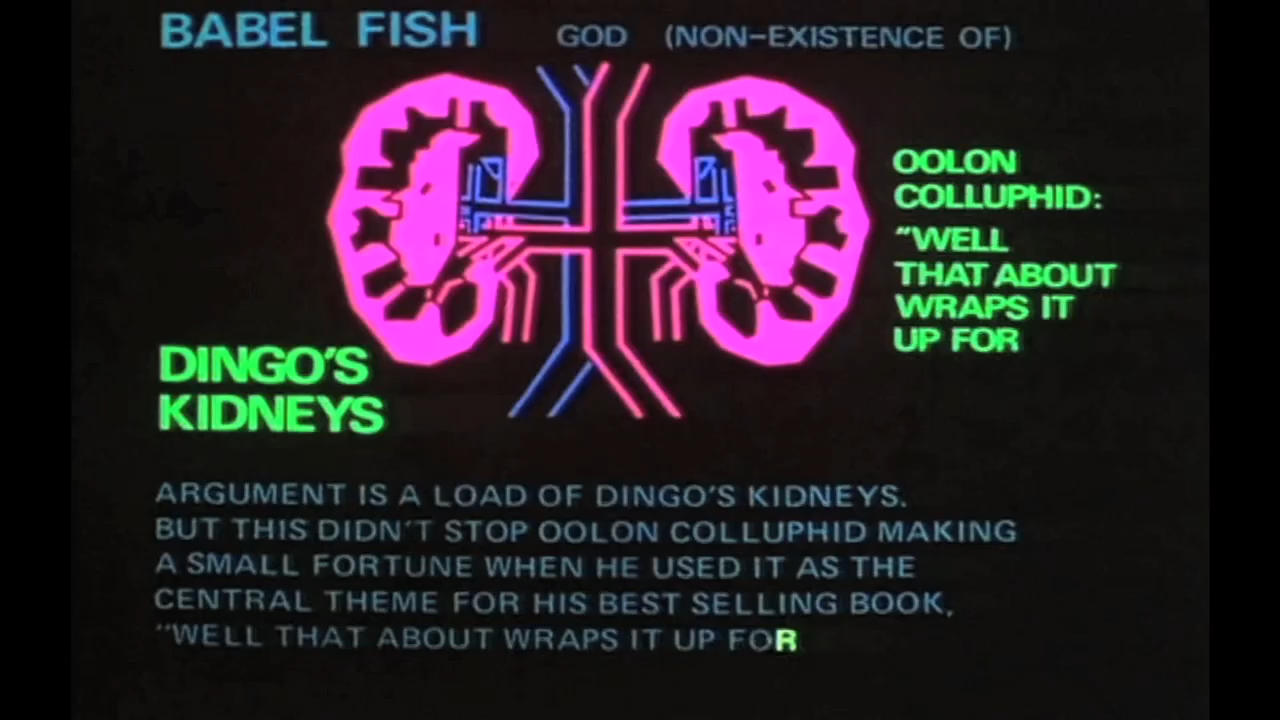 BABEL FISH GOD (NON-EXISTENCE OF)
OOLON
COLLUPHID:
"WELL
THAT ABOUT
WRAPS IT
UP FOR
DINGO'S
KIDNEYS
ARGUMENT IS A LOAD OF DINGO'S KIDNEYS.
BUT THIS DIDN'T STOP OOLON COLLUPHID MAKING
A SMALL FORTUNE WHEN HE USED IT AS THE
CENTRAL THEME FOR HIS BEST SELLING BOOK,
"WELL THAT ABOUT WRAPS IT UP FOR